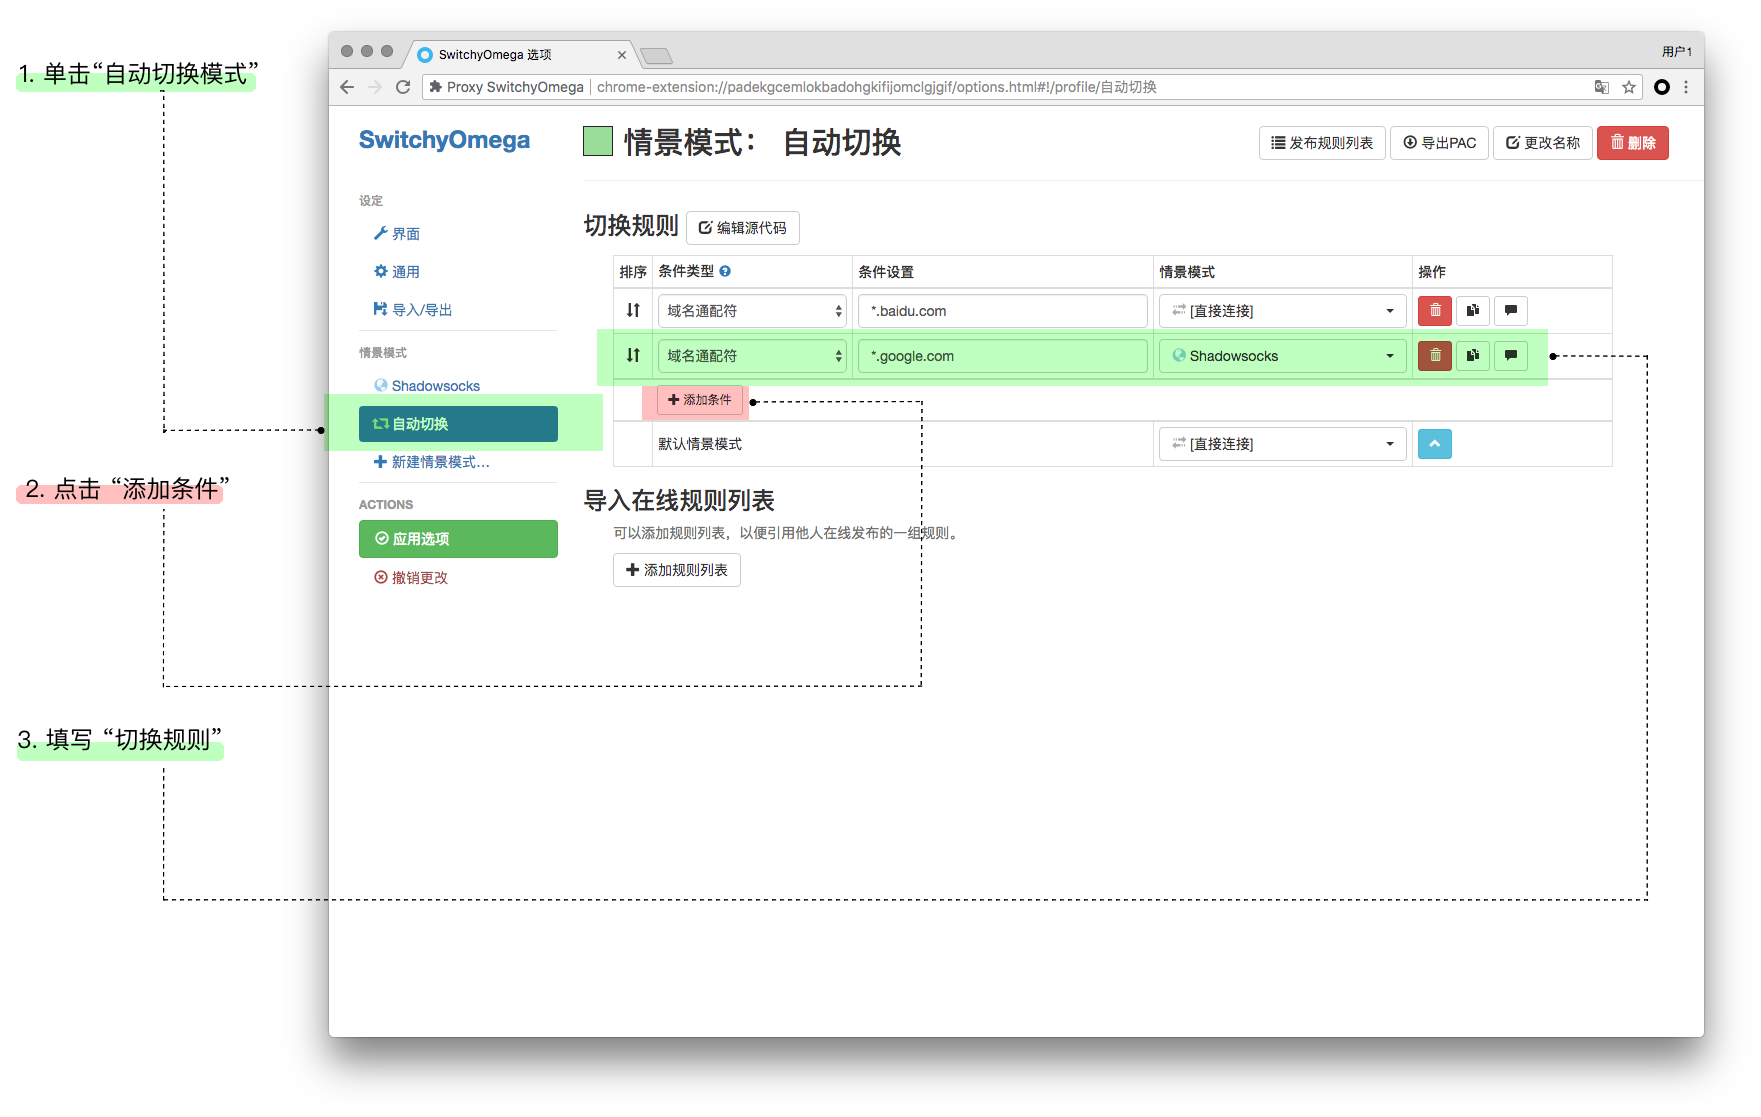 1. 单击“自动切换模式”
2. 点击 “添加条件”
3. 填写 “切换规则”
SwitchyOmega 选项
用户1
Proxy SwitchyOmega chrome-extension://padekgcemlokbadohgkifijomclgjgif/options.html#!/profile/自动切换
SwitchyOmega
设定
界面
通用
导入/导出
情景模式
Shadowsocks
自动切换
新建情景模式...
ACTIONS
应用选项
撤销更改
情景模式： 自动切换
发布规则列表 导出PAC 更改名称 删除
切换规则 编辑源代码
排序 条件类型 条件设置 情景模式 操作
域名通配符 *.baidu.com [直接连接]
域名通配符 *.google.com Shadowsocks
添加条件
默认情景模式 [直接连接]
导入在线规则列表
可以添加规则列表，以便引用他人在线发布的一组规则。
添加规则列表